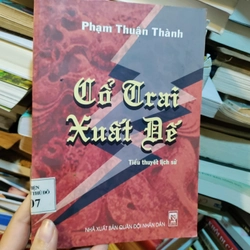 Phạm Thuận Thành
Cổ Trai
Xuất Đế
Tiểu thuyết lịch sử
NHÀ XUẤT BẢN QUÂN ĐỘI NHÂN DÂN